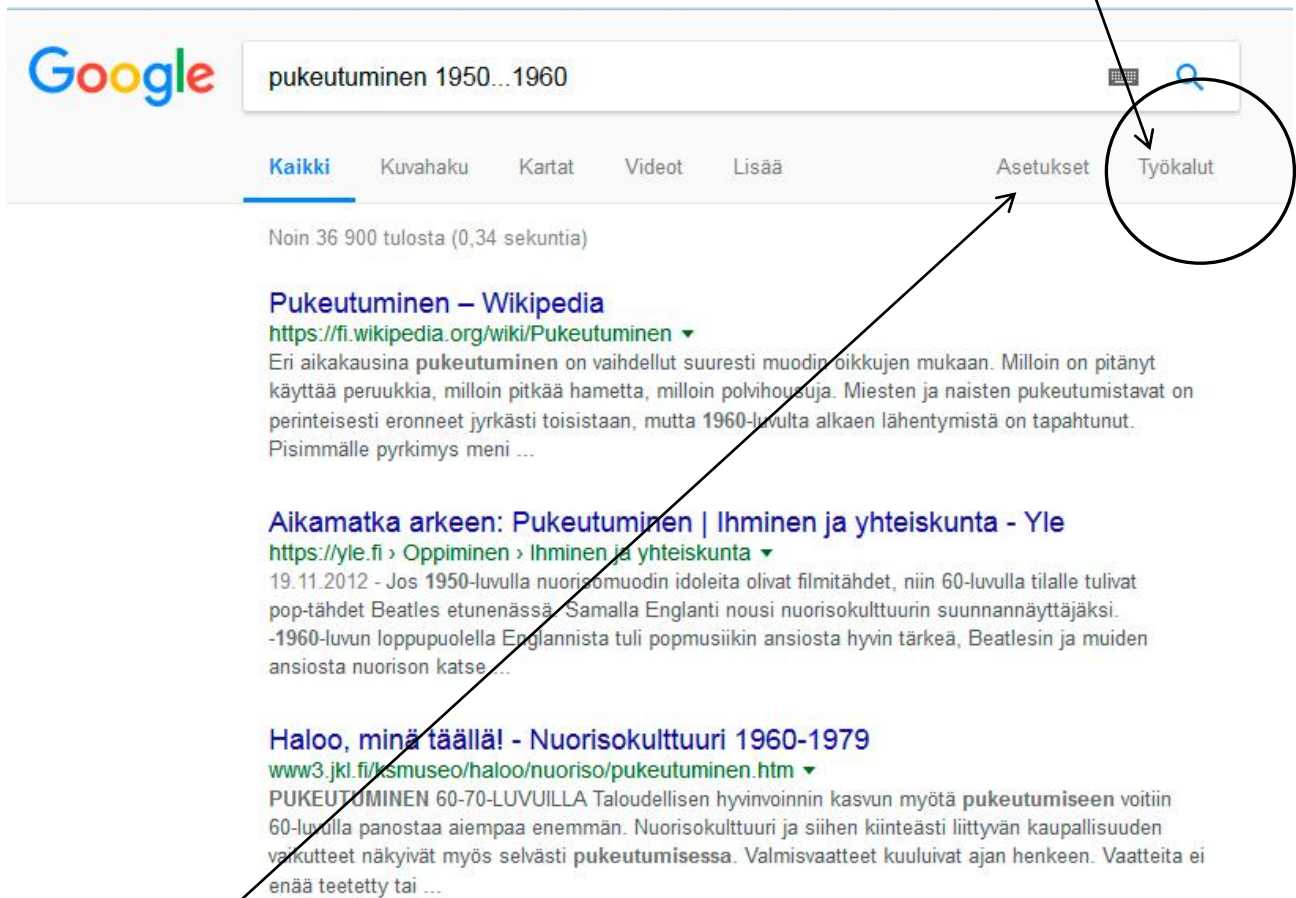 Google
pukeutuminen 1950...1960
Kaikki Kuvahaku Kartat Videot Lisää Asetukset Työkalut
Noin 36 900 tulosta (0,34 sekuntia)
Pukeutuminen – Wikipedia
https://fi.wikipedia.org/wiki/Pukeutuminen
Eri aikakausina pukeutuminen on vaihdellut suuresti muodin oikkujen mukaan. Milloin on pitänyt
käyttää peruukkia, milloin pitkää hametta, milloin polvihousuja. Miesten ja naisten pukeutumistavat on
perinteisesti eronneet jyrkästi toisistaan, mutta 1960-luvulta alkaen lähentymistä on tapahtunut.
Pisimmälle pyrkimys meni ...
Aikamatka arkeen: Pukeutuminen | Ihminen ja yhteiskunta - Yle
https://yle.fi › Oppiminen › Ihminen ja yhteiskunta
19.11.2012 - Jos 1950-luvulla nuorisomuodin idoleita olivat filmitähdet, niin 60-luvulla tilalle tulivat
pop-tähdet Beatles etunenässä. Samalla Englanti nousi nuorisokulttuurin suunnannäyttäjäksi.
-1960-luvun loppupuolella Englannista tuli popmusiikin ansiosta hyvin tärkeä, Beatlesin ja muiden
ansiosta nuorison katse ...
Haloo, minä täällä! - Nuorisokulttuuri 1960-1979
www3.jkl.fi/ksmuseo/haloo/nuoriso/pukeutuminen.htm
PUKEUTUMINEN 60-70-LUVUILLA Taloudellisen hyvinvoinnin kasvun myötä pukeutumiseen voitiin
60-luvulla panostaa aiempaa enemmän. Nuorisokulttuuri ja siihen kiinteästi liittyvän kaupallisuuden
vaikutteet näkyivät myös selvästi pukeutumisessa. Valmisvaatteet kuuluivat ajan henkeen. Vaatteita ei
enää teetetty tai ...